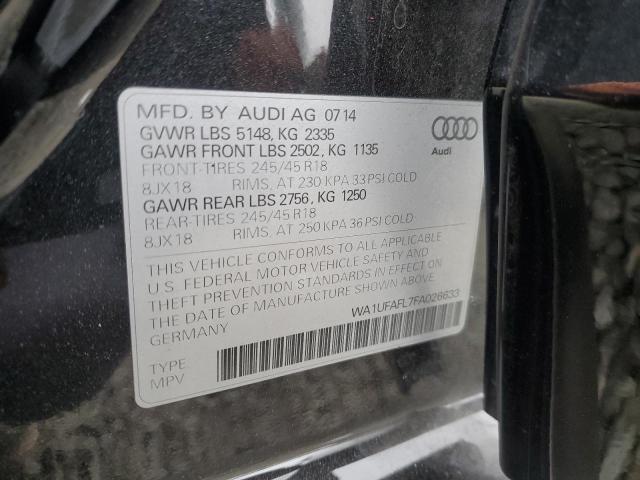 MFD. BY AUDI AG 07 14
GVWR LBS 5148, KG 2335
GAWR FRONT LBS 2502, KG 1135
FRONT-TIRES 245/45 R18
8JX18 RIMS, AT 230 KPA 33 PSI COLD
GAWR REAR LBS 2756, KG 1250
REAR-TIRES 245/45 R18
8JX18 RIMS, AT 250 KPA 36 PSI COLD
Audi
THIS VEHICLE CONFORMS TO ALL APPLICABLE
U.S. FEDERAL MOTOR VEHICLE SAFETY AND
THEFT PREVENTION STANDARDS IN EFFECT ON
THE DATE OF MANUFACTURE SHOWN ABOVE.
GERMANY
WA1UFAFL7FA026633
TYPE
MPV